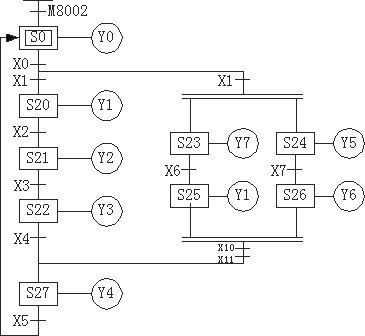 M8002
S0 Y0
X0
X1 X1
S20 Y1
X2
S23 Y7 S24 Y5
S21 Y2
X6 X7
X3
S25 Y1 S26 Y6
S22 Y3
X4
X10
X11
S27 Y4
X5